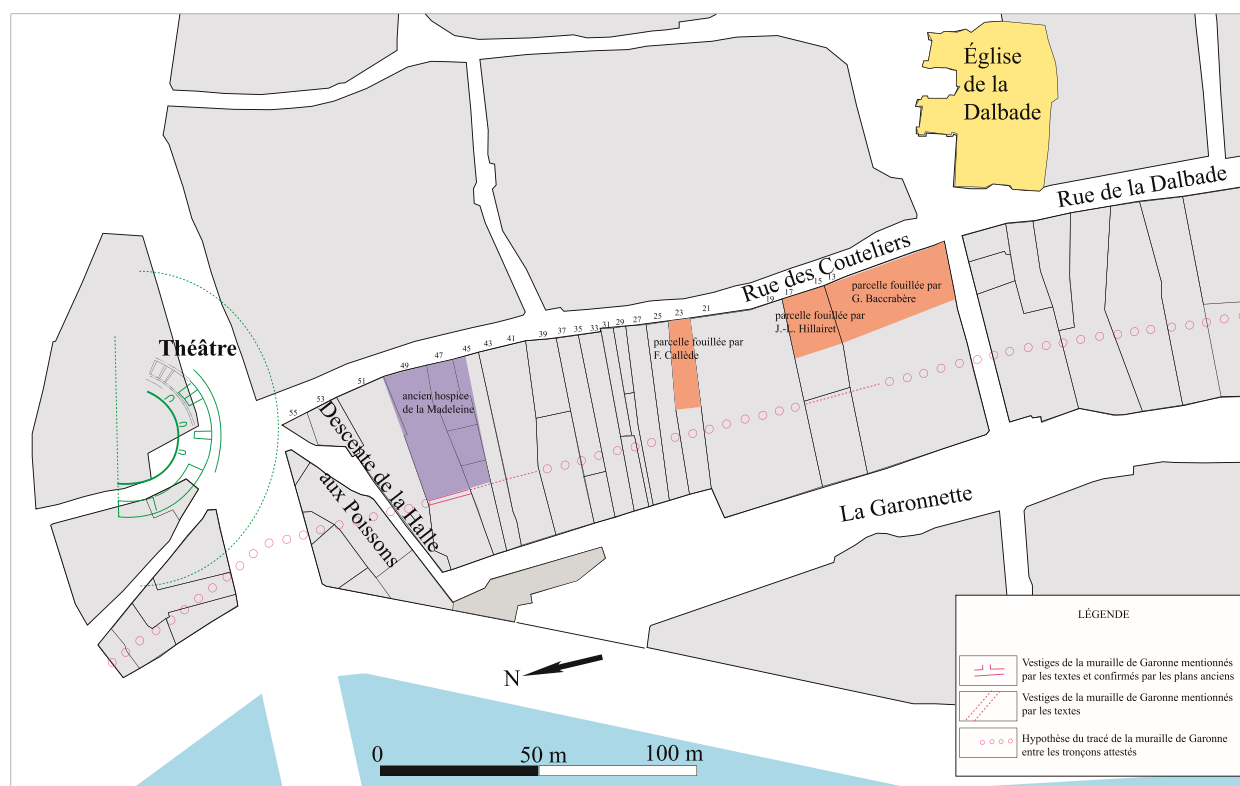 Église
de la
Dalbade
Rue de la Dalbade
Rue des Couteliers
parcelle fouillée par
G. Baccrabère
parcelle fouillée par
J.-L. Hillairet
parcelle fouillée par
F. Callède
13
15
17
19
21
23
25
27
29
31
33
35
37
39
41
43
45
47
49
51
53
55
Théâtre
ancien hospice
de la Madeleine
Descente de la Halle
aux Poissons
La Garonnette
N
0 50 m 100 m
LÉGENDE
Vestiges de la muraille de Garonne mentionnés
par les textes et confirmés par les plans anciens
Vestiges de la muraille de Garonne mentionnés
par les textes
Hypothèse du tracé de la muraille de Garonne
entre les tronçons attestés